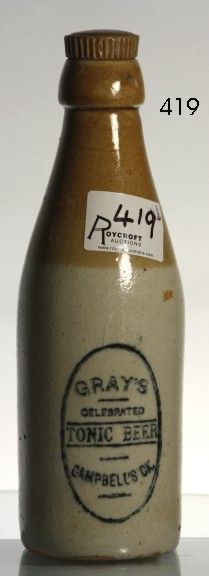 419
419
ROYCROFT
AUCTIONS
GRAY'S
CELEBRATED
TONIC BEER
CAMPBELL'S CK.